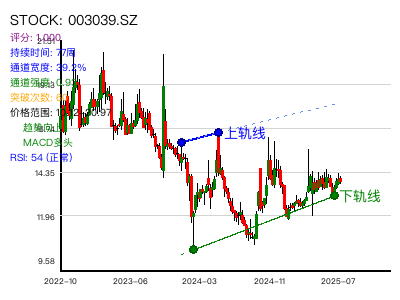 STOCK: 003039.SZ
评分: 1.000
持续时间: 77周
通道宽度: 39.2%
通道强度: 0.93
突破次数:
价格范围:
MACD多头
RSI: 54 (正常)
上轨线
下轨线
14.35
11.96
9.58
2022-10
2023-06
2024-03
2024-11
2025-07